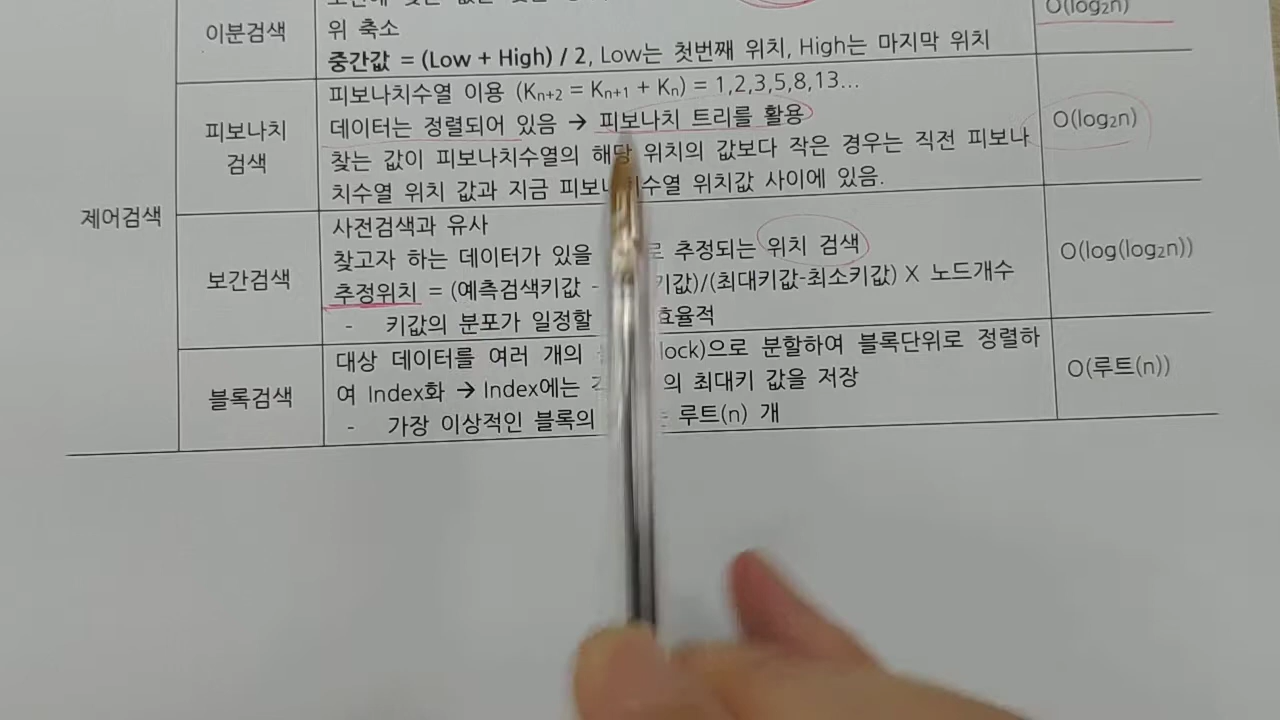 이분검색
위 축소
중간값 = (Low + High) / 2, Low는 첫번째 위치, High는 마지막 위치
O(log₂n)
제어검색
피보나치
검색
피보나치수열 이용 (Kₙ₊₂ = Kₙ₊₁ + Kₙ) = 1,2,3,5,8,13...
데이터는 정렬되어 있음 → 피보나치 트리를 활용
찾는 값이 피보나치수열의 해당 위치의 값보다 작은 경우는 직전 피보나
치수열 위치 값과 지금 피보나치수열 위치값 사이에 있음.
O(log₂n)
보간검색
사전검색과 유사
찾고자 하는 데이터가 있을 로 추정되는 위치 검색
추정위치 = (예측검색키값 - 키값)/(최대키값-최소키값) X 노드개수
- 키값의 분포가 일정할 효율적
O(log(log₂n))
블록검색
대상 데이터를 여러 개의 lock)으로 분할하여 블록단위로 정렬하
여 Index화 → Index에는 의 최대키 값을 저장
- 가장 이상적인 블록의 루트(n) 개
O(루트(n))